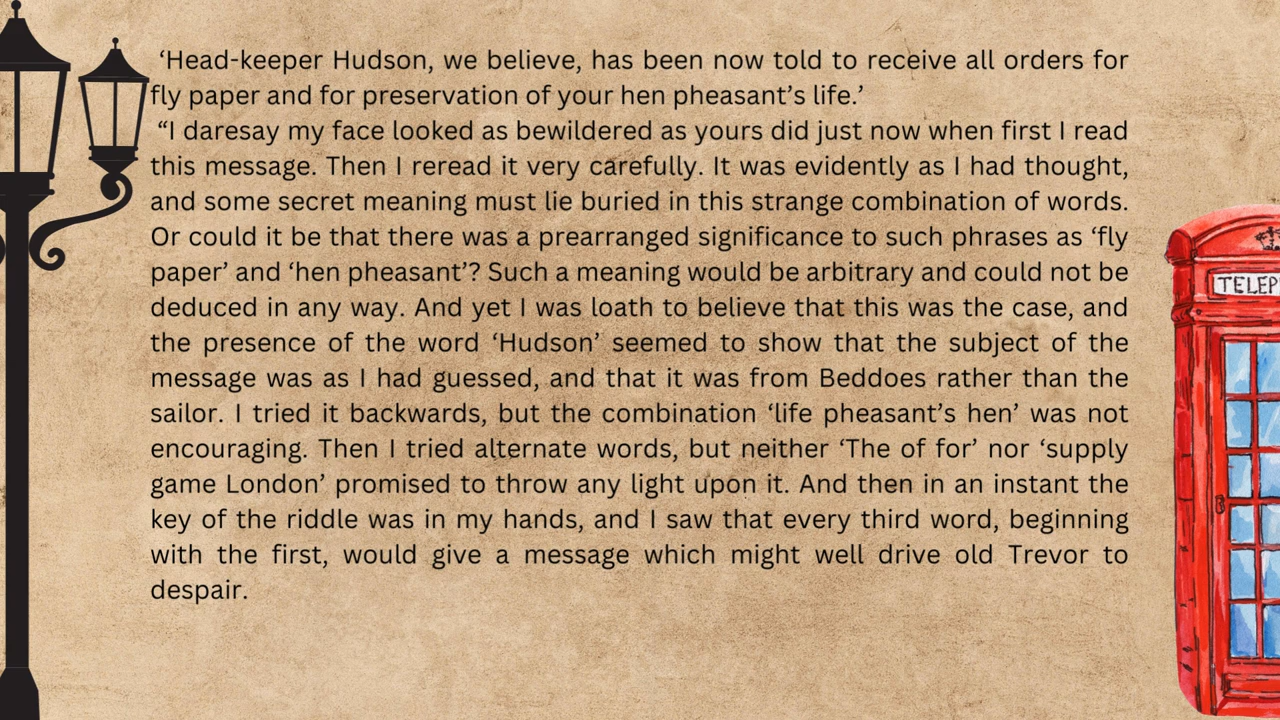 ‘Head-keeper Hudson, we believe, has been now told to receive all orders for
fly paper and for preservation of your hen pheasant’s life.’
“I daresay my face looked as bewildered as yours did just now when first I read
this message. Then I reread it very carefully. It was evidently as I had thought,
and some secret meaning must lie buried in this strange combination of words.
Or could it be that there was a prearranged significance to such phrases as ‘fly
paper’ and ‘hen pheasant’? Such a meaning would be arbitrary and could not be
deduced in any way. And yet I was loath to believe that this was the case, and
the presence of the word ‘Hudson’ seemed to show that the subject of the
message was as I had guessed, and that it was from Beddoes rather than the
sailor. I tried it backwards, but the combination ‘life pheasant’s hen’ was not
encouraging. Then I tried alternate words, but neither ‘The of for’ nor ‘supply
game London’ promised to throw any light upon it. And then in an instant the
key of the riddle was in my hands, and I saw that every third word, beginning
with the first, would give a message which might well drive old Trevor to
despair.
TELEP